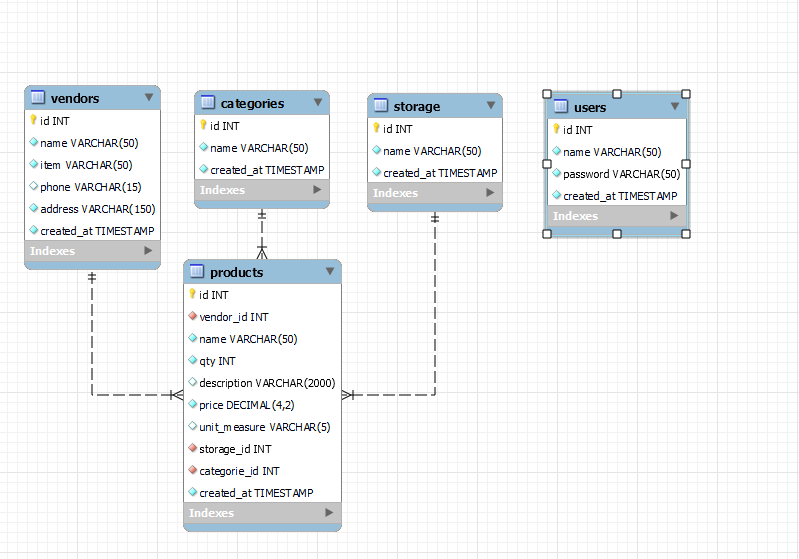 vendors
id INT
name VARCHAR(50)
item VARCHAR(50)
phone VARCHAR(15)
address VARCHAR(150)
created_at TIMESTAMP
Indexes
categories
id INT
name VARCHAR(50)
created_at TIMESTAMP
Indexes
storage
id INT
name VARCHAR(50)
created_at TIMESTAMP
Indexes
users
id INT
name VARCHAR(50)
password VARCHAR(50)
created_at TIMESTAMP
Indexes
products
id INT
vendor_id INT
name VARCHAR(50)
qty INT
description VARCHAR(2000)
price DECIMAL(4,2)
unit_measure VARCHAR(5)
storage_id INT
categorie_id INT
created_at TIMESTAMP
Indexes